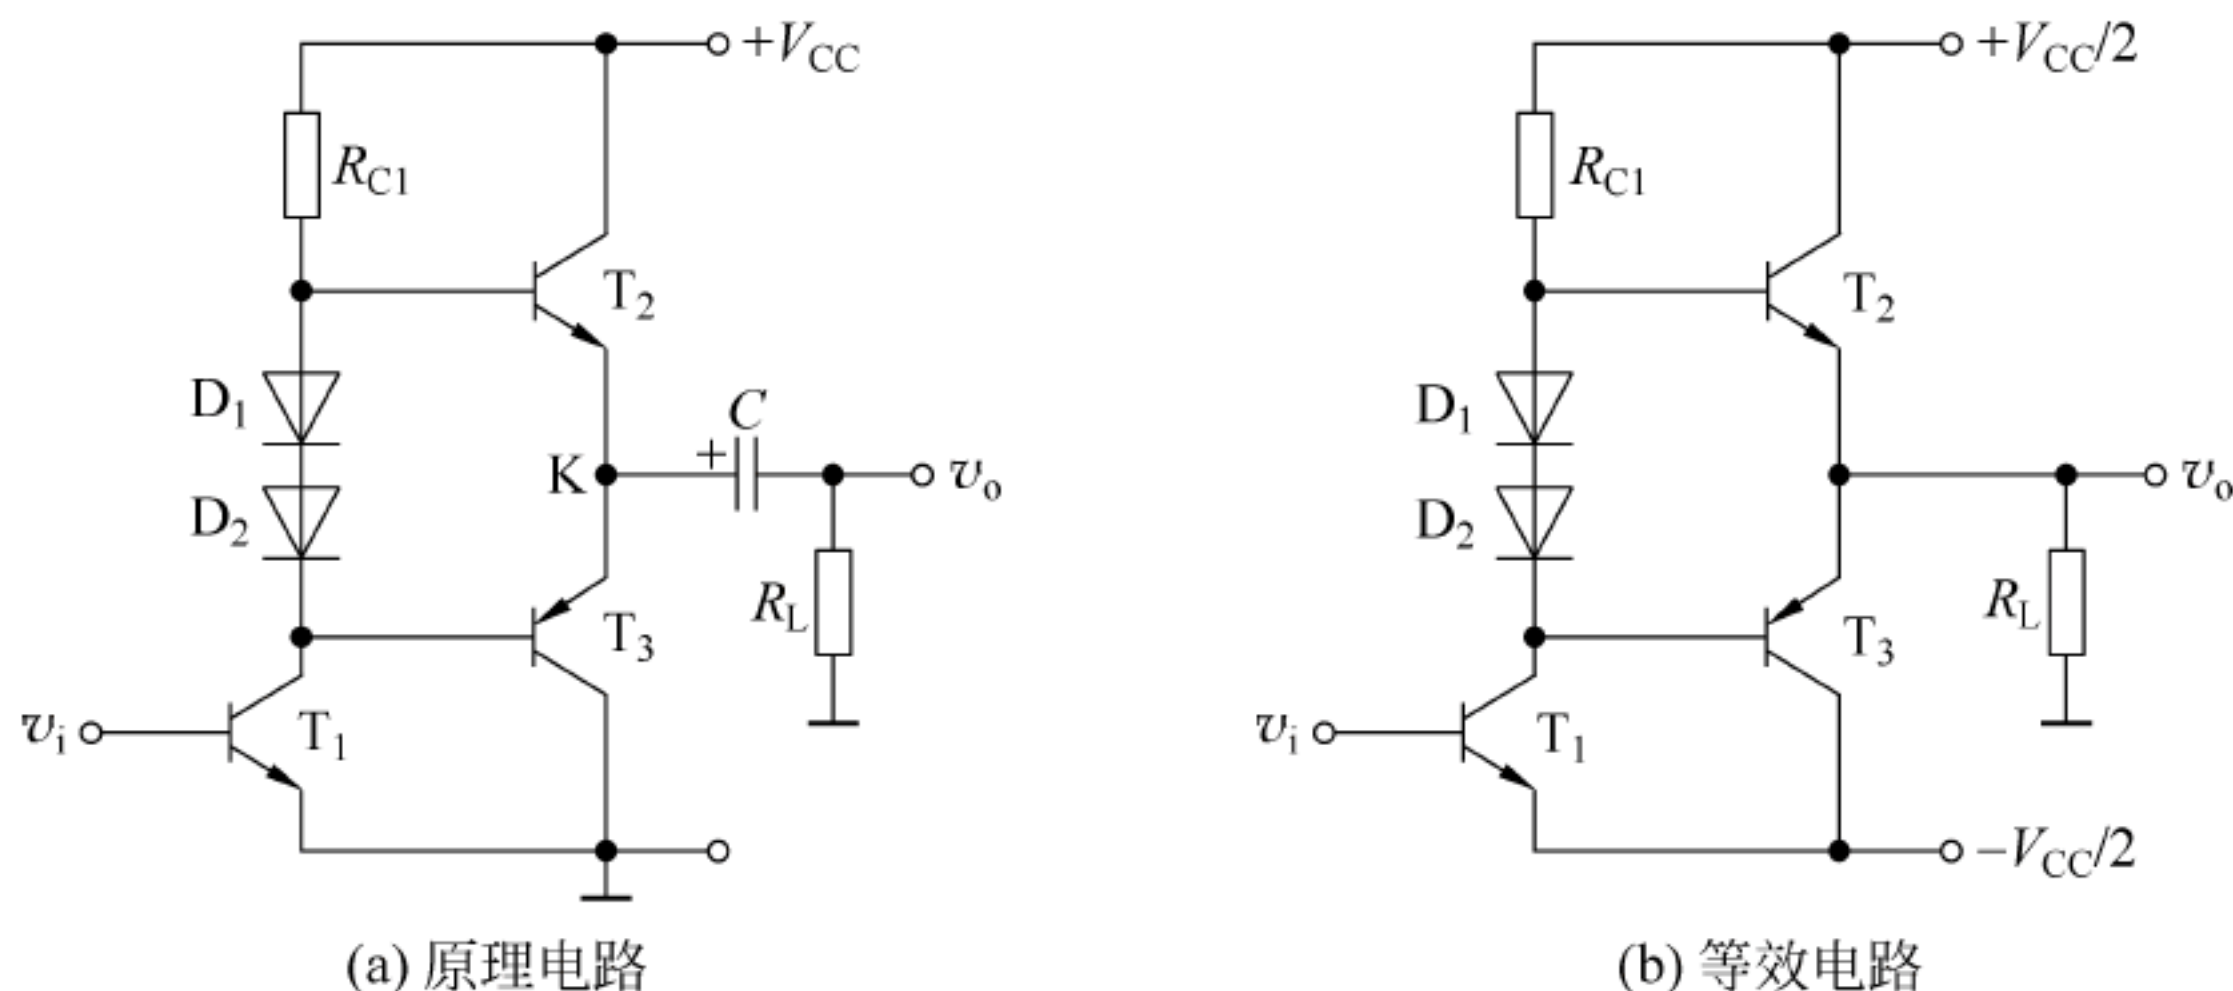 +V_CC
R_C1
T_2
D_1
C
+
K
v_o
D_2
R_L
T_3
v_i
T_1
(a) 原理电路
+V_CC/2
R_C1
T_2
D_1
v_o
D_2
R_L
T_3
v_i
T_1
−V_CC/2
(b) 等效电路